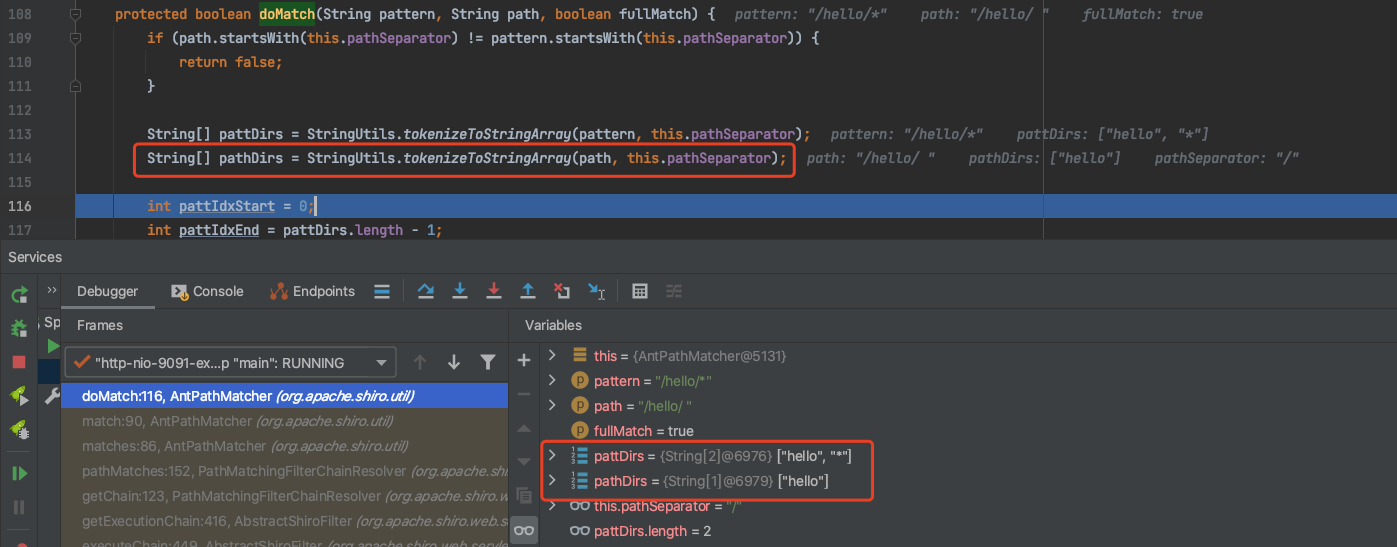 108 protected boolean doMatch(String pattern, String path, boolean fullMatch) { pattern: "/hello/*" path: "/hello/ " fullMatch: true
109 if (path.startsWith(this.pathSeparator) != pattern.startsWith(this.pathSeparator)) {
110 return false;
111 }
112
113 String[] pattDirs = StringUtils.tokenizeToStringArray(pattern, this.pathSeparator); pattern: "/hello/*" pattDirs: ["hello", "*"]
114 String[] pathDirs = StringUtils.tokenizeToStringArray(path, this.pathSeparator); path: "/hello/ " pathDirs: ["hello"] pathSeparator: "/"
115
116 int pattIdxStart = 0;
117 int pattIdxEnd = pattDirs.length - 1;
Services
Debugger Console Endpoints
Sp
Frames
Variables
"http-nio-9091-ex...p "main": RUNNING
doMatch:116, AntPathMatcher (org.apache.shiro.util)
match:90, AntPathMatcher (org.apache.shiro.util)
matches:86, AntPathMatcher (org.apache.shiro.util)
pathMatches:152, PathMatchingFilterChainResolver (org.apache.shi
getChain:123, PathMatchingFilterChainResolver (org.apache.shiro.w
getExecutionChain:416, AbstractShiroFilter (org.apache.shiro.web.s
executeChain:449, AbstractShiroFilter (org.apache.shiro.web.servle
this = {AntPathMatcher@5131}
pattern = "/hello/*"
path = "/hello/ "
fullMatch = true
pattDirs = {String[2]@6976} ["hello", "*"]
pathDirs = {String[1]@6979} ["hello"]
this.pathSeparator = "/"
pattDirs.length = 2